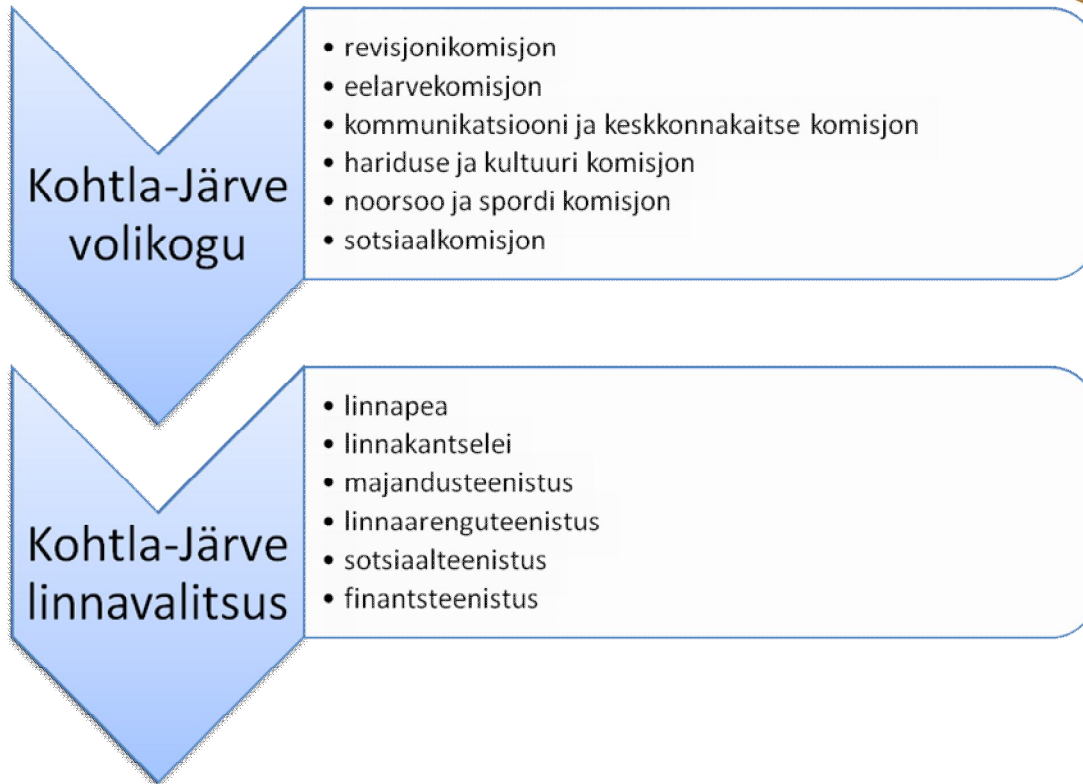 Kohtla-Järve
volikogu
• revisjonikomisjon
• eelarvekomisjon
• kommunikatsiooni ja keskkonnakaitse komisjon
• hariduse ja kultuuri komisjon
• noorsoo ja spordi komisjon
• sotsiaalkomisjon
Kohtla-Järve
linnavalitsus
• linnapea
• linnakantselei
• majandusteenistus
• linnaarenguteenistus
• sotsiaalteenistus
• finantsteenistus